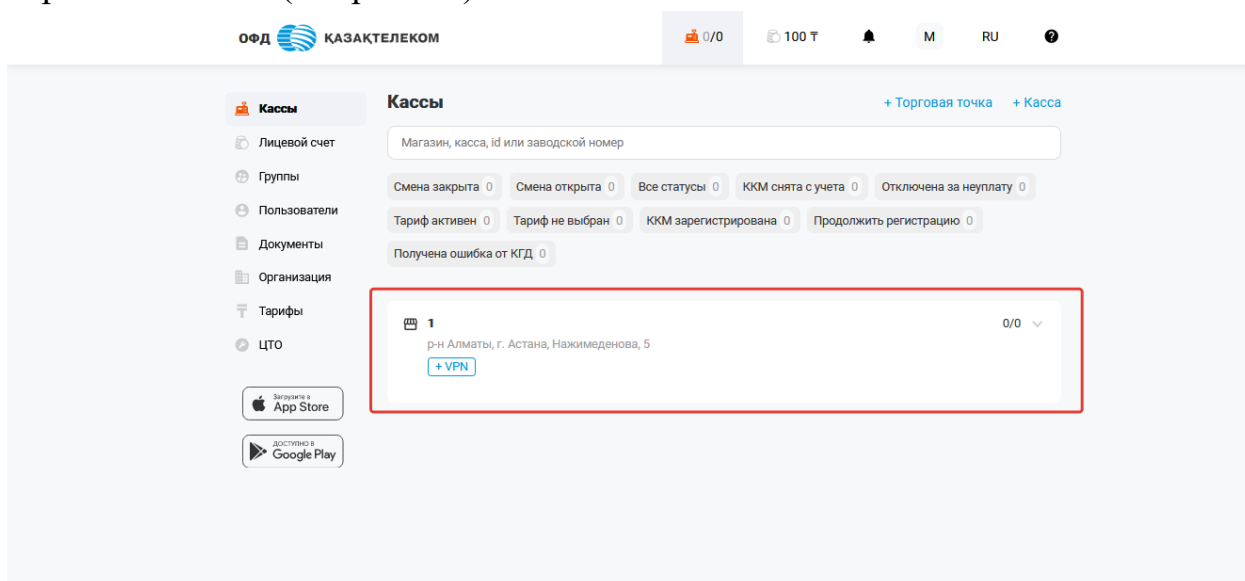 ОФД ҚАЗАҚТЕЛЕКОМ 0/0 100 ₸ M RU ?
Кассы
Лицевой счет
Группы
Пользователи
Документы
Организация
Тарифы
ЦТО
Загрузите в
App Store
ДОСТУПНО В
Google Play
Кассы + Торговая точка + Касса
Магазин, касса, id или заводской номер
Смена закрыта 0 Смена открыта 0 Все статусы 0 ККМ снята с учета 0 Отключена за неуплату 0
Тариф активен 0 Тариф не выбран 0 ККМ зарегистрирована 0 Продолжить регистрацию 0
Получена ошибка от КГД 0
1 0/0
р-н Алматы, г. Астана, Нажимеденова, 5
+ VPN